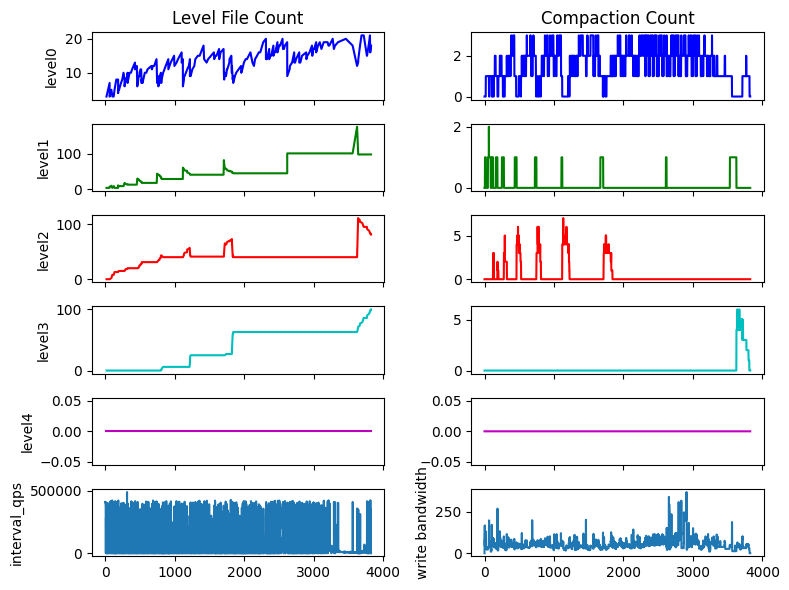 Level File Count
Compaction Count
level0
20
10
2
0
level1
100
0
2
0
level2
100
0
5
0
level3
100
0
5
0
level4
0.05
0.00
−0.05
0.05
0.00
−0.05
interval_qps
500000
0
write bandwidth
250
0
0 1000 2000 3000 4000
0 1000 2000 3000 4000